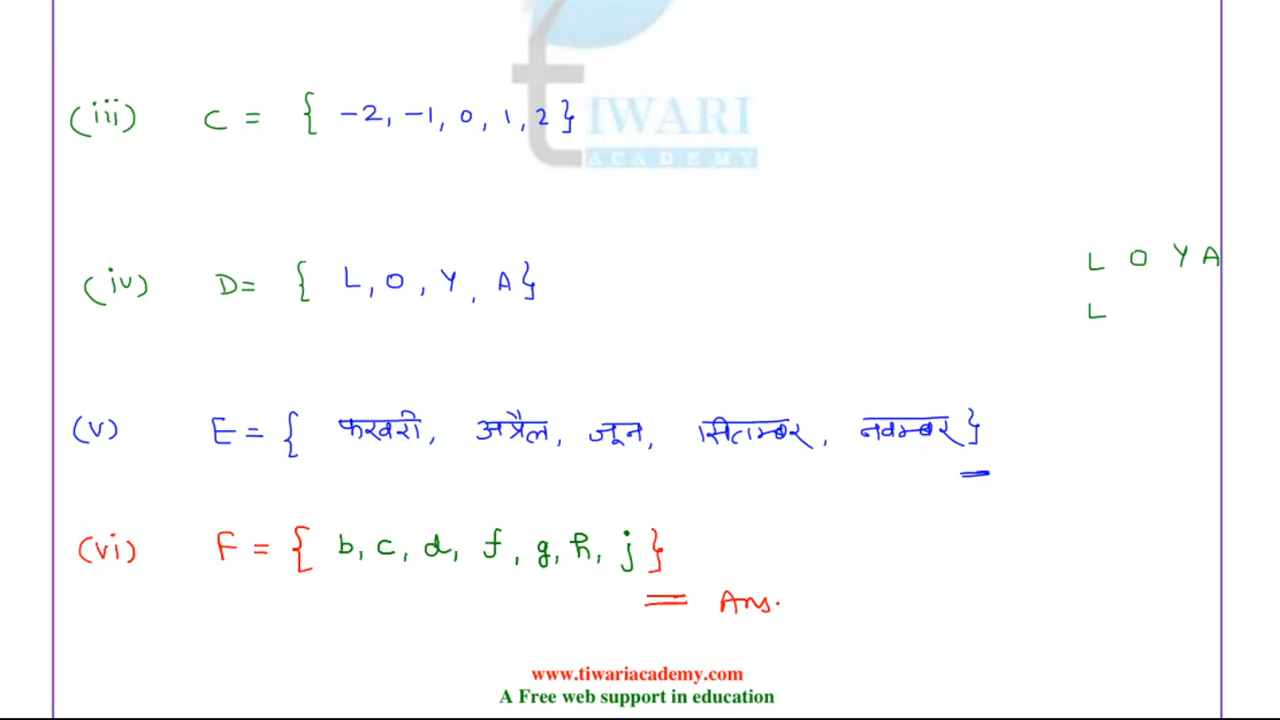 IWARI
ACADEMY
(iii) C = { -2, -1, 0, 1, 2 }
(iv) D = { L, O, Y, A }
L O Y A
L
(v) E = { फरवरी, अप्रैल, जून, सितम्बर, नवम्बर }
(vi) F = { b, c, d, f, g, h, j }
Ans.
www.tiwariacademy.com
A Free web support in education